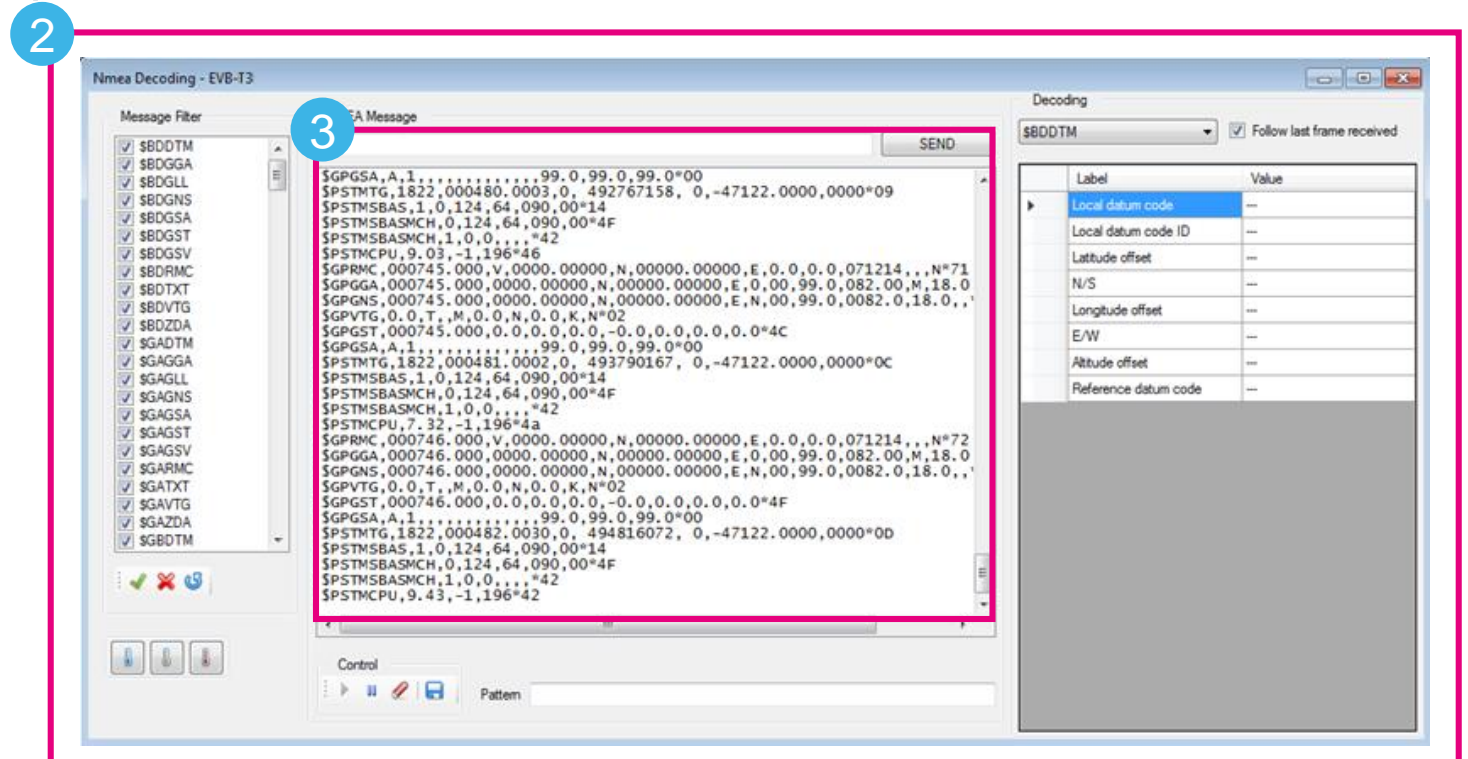 2
Nmea Decoding - EVB-T3
Message Filter
$BDDTM
$BDGGA
$BDGLL
$BDGNS
$BDGSA
$BDGST
$BDGSV
$BDRMC
$BDTXT
$BDVTG
$BDZDA
$GADTM
$GAGGA
$GAGLL
$GAGNS
$GAGSA
$GAGST
$GAGSV
$GARMC
$GATXT
$GAVTG
$GAZDA
$GBDTM
3
EA Message
SEND
$GPGSA,A,1,,,,,,,,,,,,,99.0,99.0,99.0*00
$PSTMTG,1822,000480.0003,0, 492767158, 0,-47122.0000,0000*09
$PSTMSBAS,1,0,124,64,090,00*14
$PSTMSBASMCH,0,124,64,090,00*4F
$PSTMSBASMCH,1,0,0,,,,*42
$PSTMCPU,9.03,-1,196*46
$GPRMC,000745.000,V,0000.00000,N,00000.00000,E,0.0,0.0,071214,,,N*71
$GPGGA,000745.000,0000.00000,N,00000.00000,E,0,00,99.0,082.00,M,18.0
$GPGNS,000745.000,0000.00000,N,00000.00000,E,N,00,99.0,0082.0,18.0,,
$GPVTG,0.0,T,,M,0.0,N,0.0,K,N*02
$GPGST,000745.000,0.0,0.0,0.0,-0.0,0.0,0.0,0.0*4C
$GPGSA,A,1,,,,,,,,,,,,,99.0,99.0,99.0*00
$PSTMTG,1822,000481.0002,0, 493790167, 0,-47122.0000,0000*0C
$PSTMSBAS,1,0,124,64,090,00*14
$PSTMSBASMCH,0,124,64,090,00*4F
$PSTMSBASMCH,1,0,0,,,,*42
$PSTMCPU,7.32,-1,196*4a
$GPRMC,000746.000,V,0000.00000,N,00000.00000,E,0.0,0.0,071214,,,N*72
$GPGGA,000746.000,0000.00000,N,00000.00000,E,0,00,99.0,082.00,M,18.0
$GPGNS,000746.000,0000.00000,N,00000.00000,E,N,00,99.0,0082.0,18.0,,
$GPVTG,0.0,T,,M,0.0,N,0.0,K,N*02
$GPGST,000746.000,0.0,0.0,0.0,-0.0,0.0,0.0,0.0*4F
$GPGSA,A,1,,,,,,,,,,,,,99.0,99.0,99.0*00
$PSTMTG,1822,000482.0030,0, 494816072, 0,-47122.0000,0000*0D
$PSTMSBAS,1,0,124,64,090,00*14
$PSTMSBASMCH,0,124,64,090,00*4F
$PSTMSBASMCH,1,0,0,,,,*42
$PSTMCPU,9.43,-1,196*42
Control
Pattern
Decoding
$BDDTM
Follow last frame received
Label Value
Local datum code ---
Local datum code ID ---
Latitude offset ---
N/S ---
Longitude offset ---
E/W ---
Altitude offset ---
Reference datum code ---